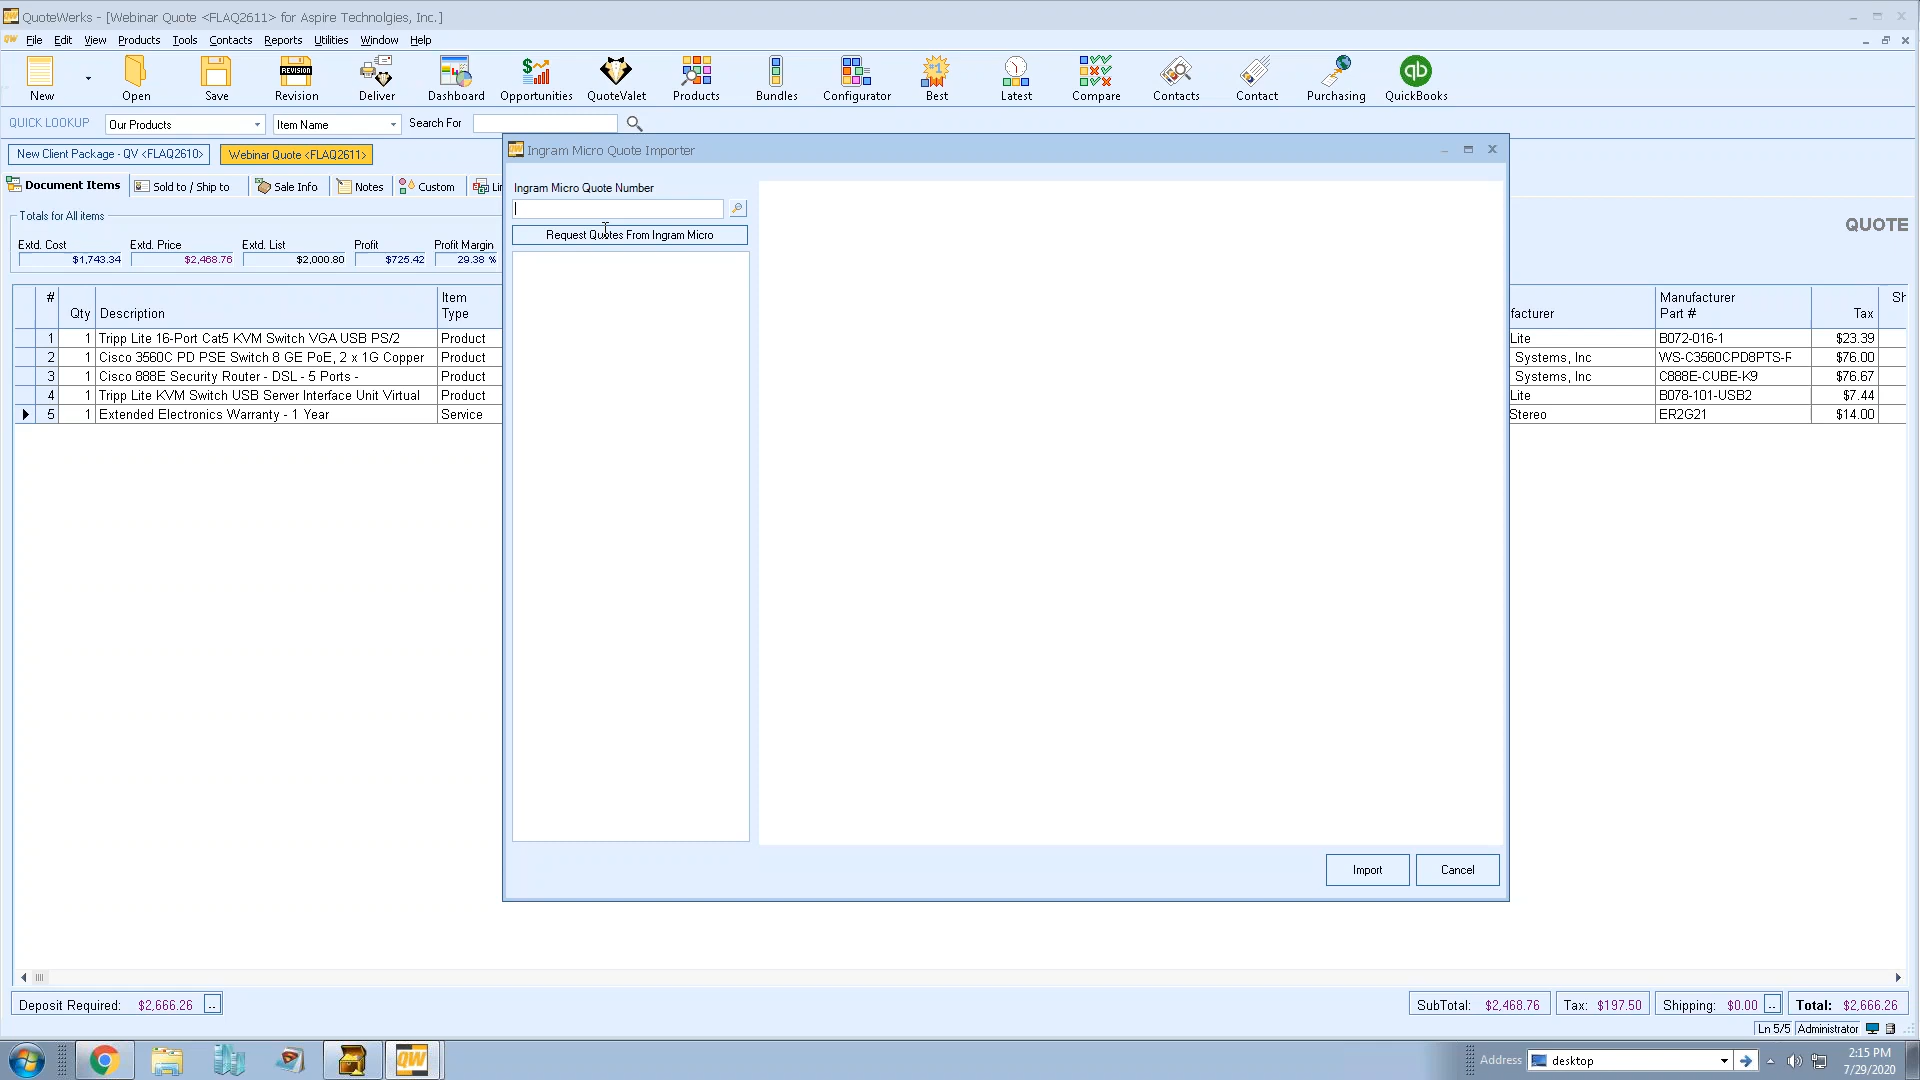 QuoteWerks - [Webinar Quote <FLAQ2611> for Aspire Technolgies, Inc.]
File Edit View Products Tools Contacts Reports Utilities Window Help
New Open Save Revision Deliver Dashboard Opportunities QuoteValet Products Bundles Configurator Best Latest Compare Contacts Contact Purchasing QuickBooks
QUICK LOOKUP Our Products Item Name Search For
New Client Package - QV <FLAQ2610> Webinar Quote <FLAQ2611>
Document Items Sold to / Ship to Sale Info Notes Custom Lin
Totals for All items
Extd. Cost Extd. Price Extd. List Profit Profit Margin
$1,743.34 $2,468.76 $2,000.80 $725.42 29.38 %
QUOTE
# Qty Description Item Type facturer Manufacturer Part # Tax Sh
1 1 Tripp Lite 16-Port Cat5 KVM Switch VGA USB PS/2 Product Lite B072-016-1 $23.39
2 1 Cisco 3560C PD PSE Switch 8 GE PoE, 2 x 1G Copper Product Systems, Inc WS-C3560CPD8PTS-F $76.00
3 1 Cisco 888E Security Router - DSL - 5 Ports - Product Systems, Inc C888E-CUBE-K9 $76.67
4 1 Tripp Lite KVM Switch USB Server Interface Unit Virtual Product Lite B078-101-USB2 $7.44
5 1 Extended Electronics Warranty - 1 Year Service Stereo ER2G21 $14.00
Ingram Micro Quote Importer
Ingram Micro Quote Number
Request Quotes From Ingram Micro
Import Cancel
Deposit Required: $2,666.26 .. SubTotal: $2,468.76 Tax: $197.50 Shipping: $0.00 .. Total: $2,666.26
Ln 5/5 Administrator
Address desktop 2:15 PM
7/29/2020